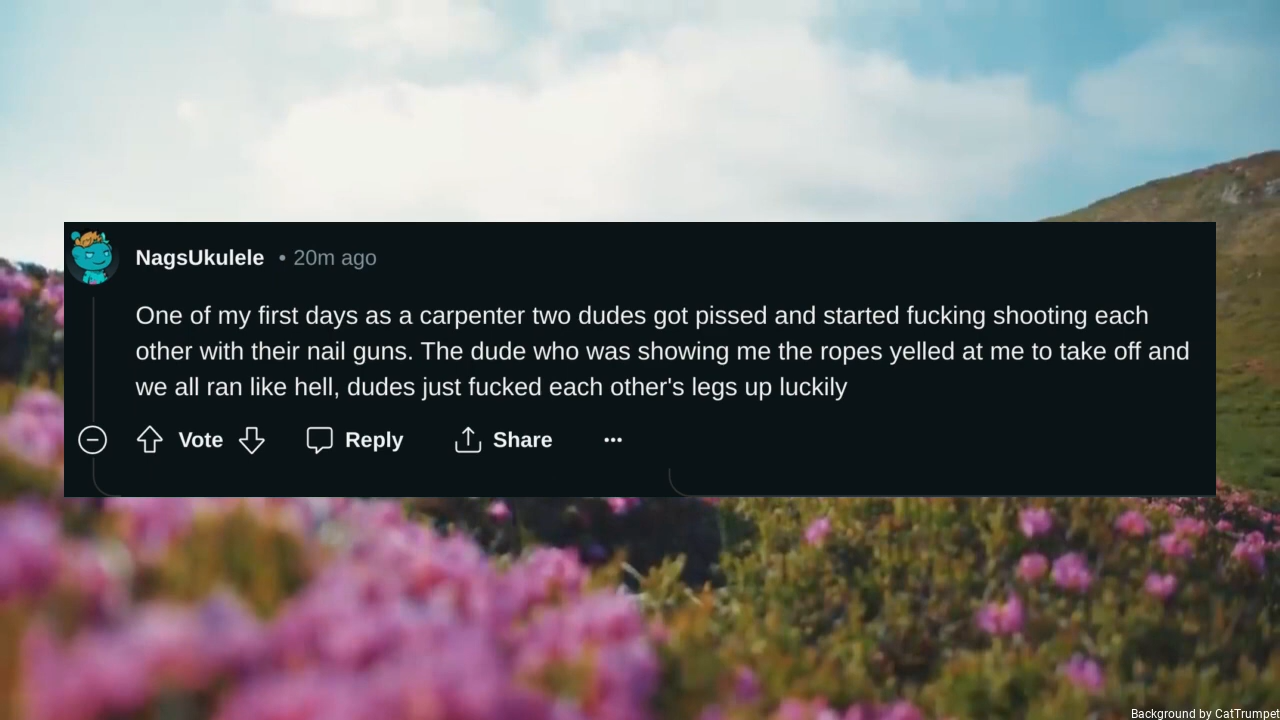 NagsUkulele • 20m ago
One of my first days as a carpenter two dudes got pissed and started fucking shooting each
other with their nail guns. The dude who was showing me the ropes yelled at me to take off and
we all ran like hell, dudes just fucked each other's legs up luckily
Vote Reply Share ...
Background by CatTrumpet